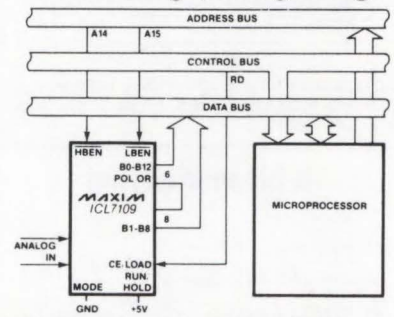 ADDRESS BUS
A14 A15
CONTROL BUS
RD
DATA BUS
HBEN LBEN
B0-B12
POL OR
6
MAXIM
ICL7109
8
B1-B8
ANALOG
IN
CE/LOAD
RUN/
MODE HOLD
GND +5V
MICROPROCESSOR